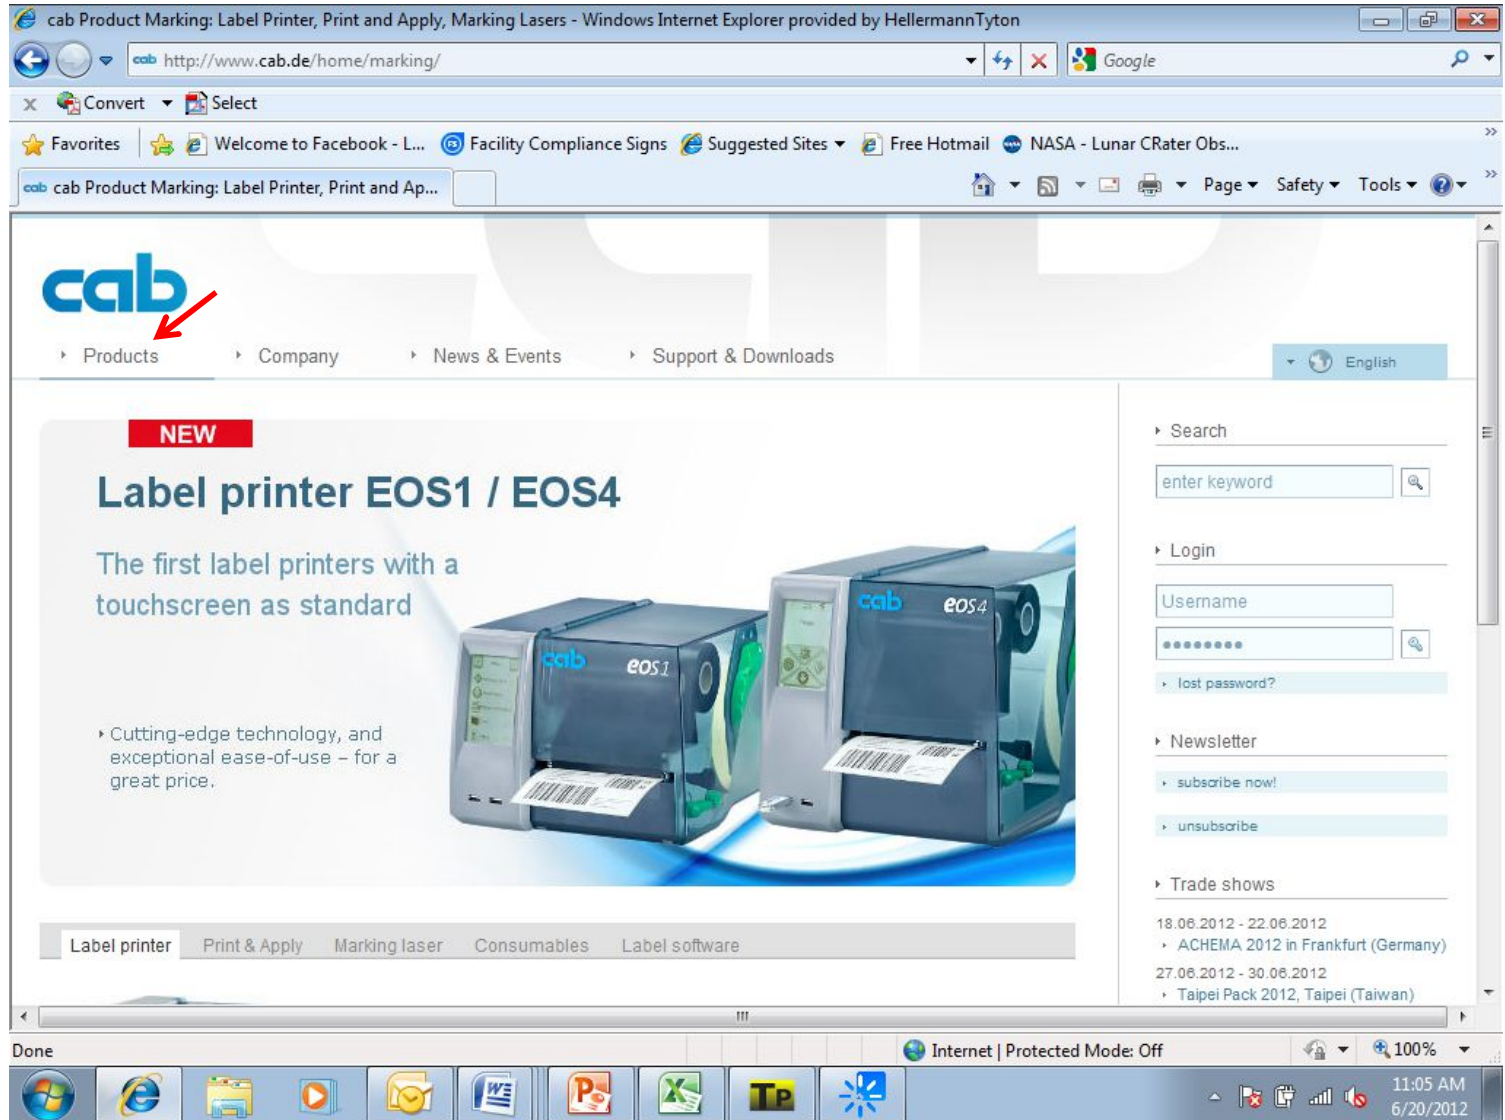 cab Product Marking: Label Printer, Print and Apply, Marking Lasers - Windows Internet Explorer provided by HellermannTyton
cab http://www.cab.de/home/marking/
Google
x Convert Select
Favorites Welcome to Facebook - L... Facility Compliance Signs Suggested Sites Free Hotmail NASA - Lunar CRater Obs... »
cab cab Product Marking: Label Printer, Print and Ap...
Page Safety Tools »
cab
Products Company News & Events Support & Downloads
English
NEW
Label printer EOS1 / EOS4
The first label printers with a
touchscreen as standard
cab eos1
cab eos4
Cutting-edge technology, and
exceptional ease-of-use – for a
great price.
Label printer Print & Apply Marking laser Consumables Label software
Search
enter keyword
Login
Username
lost password?
Newsletter
subscribe now!
unsubscribe
Trade shows
18.06.2012 - 22.06.2012
ACHEMA 2012 in Frankfurt (Germany)
27.06.2012 - 30.06.2012
Taipei Pack 2012, Taipei (Taiwan)
Done
Internet | Protected Mode: Off
100%
TP
11:05 AM
6/20/2012